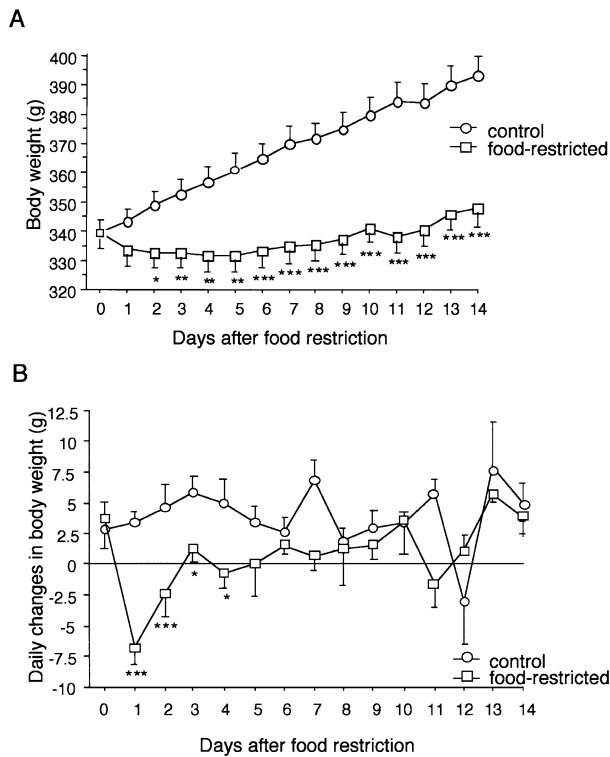 A
400
390
380
370
360
350
340
330
320
Body weight (g)
control
food-restricted
* ** ** ** *** *** *** *** *** *** *** *** ***
0 1 2 3 4 5 6 7 8 9 10 11 12 13 14
Days after food restriction
B
12.5
10
7.5
5
2.5
0
-2.5
-5
-7.5
-10
Daily changes in body weight (g)
*** *** * *
control
food-restricted
0 1 2 3 4 5 6 7 8 9 10 11 12 13 14
Days after food restriction